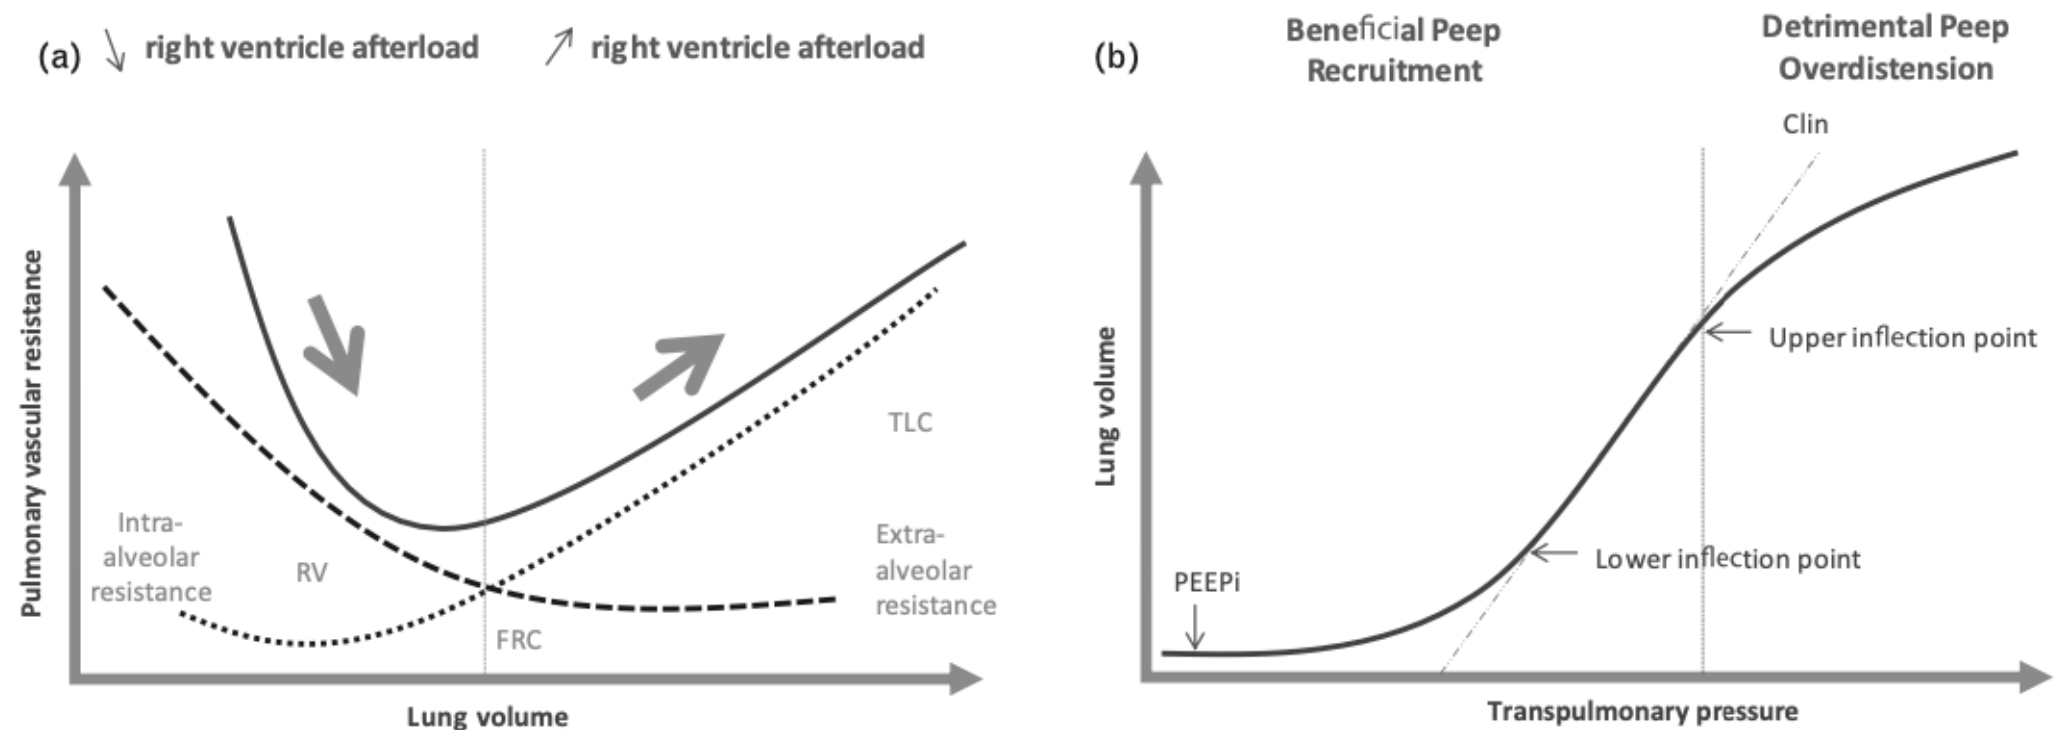 (a) right ventricle afterload right ventricle afterload
Pulmonary vascular resistance
Intra-
alveolar
resistance
RV
FRC
TLC
Extra-
alveolar
resistance
Lung volume
(b)
Beneficial Peep
Recruitment
Detrimental Peep
Overdistension
Clin
Lung volume
Upper inflection point
Lower inflection point
PEEPi
Transpulmonary pressure